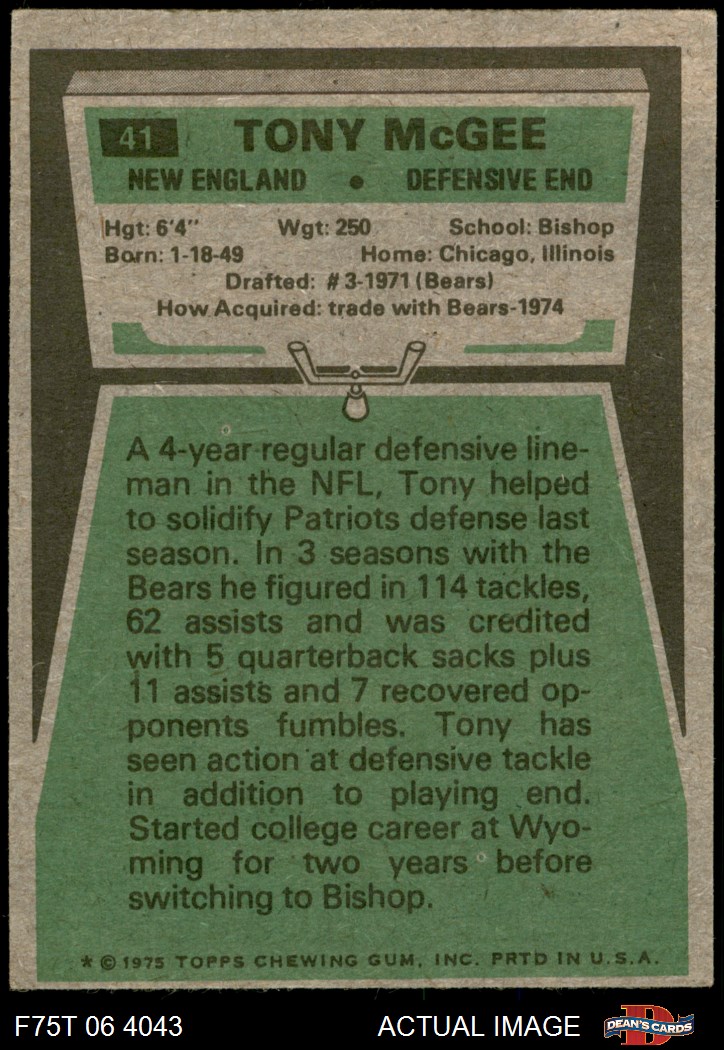 41 TONY McGEE
NEW ENGLAND • DEFENSIVE END
Hgt: 6'4" Wgt: 250 School: Bishop
Born: 1-18-49 Home: Chicago, Illinois
Drafted: #3-1971 (Bears)
How Acquired: trade with Bears-1974
A 4-year regular defensive line-
man in the NFL, Tony helped
to solidify Patriots defense last
season. In 3 seasons with the
Bears he figured in 114 tackles,
62 assists and was credited
with 5 quarterback sacks plus
11 assists and 7 recovered op-
ponents fumbles. Tony has
seen action at defensive tackle
in addition to playing end.
Started college career at Wyo-
ming for two years before
switching to Bishop.
* © 1975 TOPPS CHEWING GUM, INC. PRTD IN U.S.A.
F75T 06 4043 ACTUAL IMAGE D DEAN'S CARDS